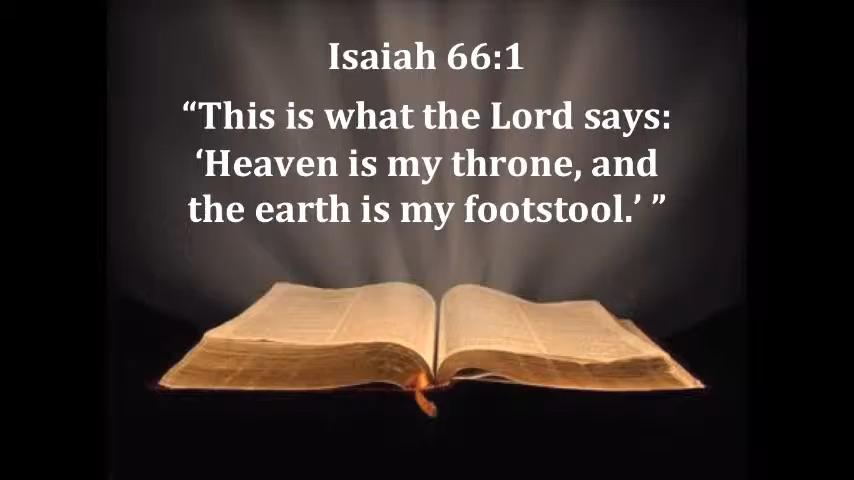 Isaiah 66:1
“This is what the Lord says:
‘Heaven is my throne, and
the earth is my footstool.’ ”